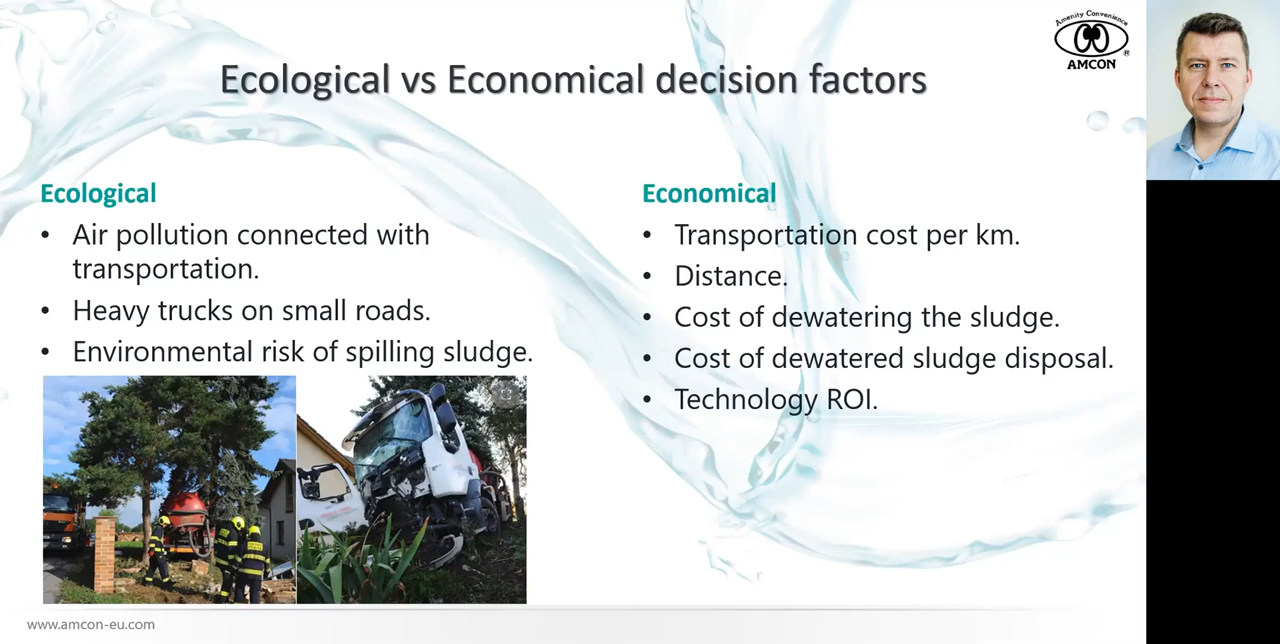 Ecological vs Economical decision factors
Amenity Convenience
AMCON
®
Ecological
• Air pollution connected with
transportation.
• Heavy trucks on small roads.
• Environmental risk of spilling sludge.
Economical
• Transportation cost per km.
• Distance.
• Cost of dewatering the sludge.
• Cost of dewatered sludge disposal.
• Technology ROI.
www.amcon-eu.com